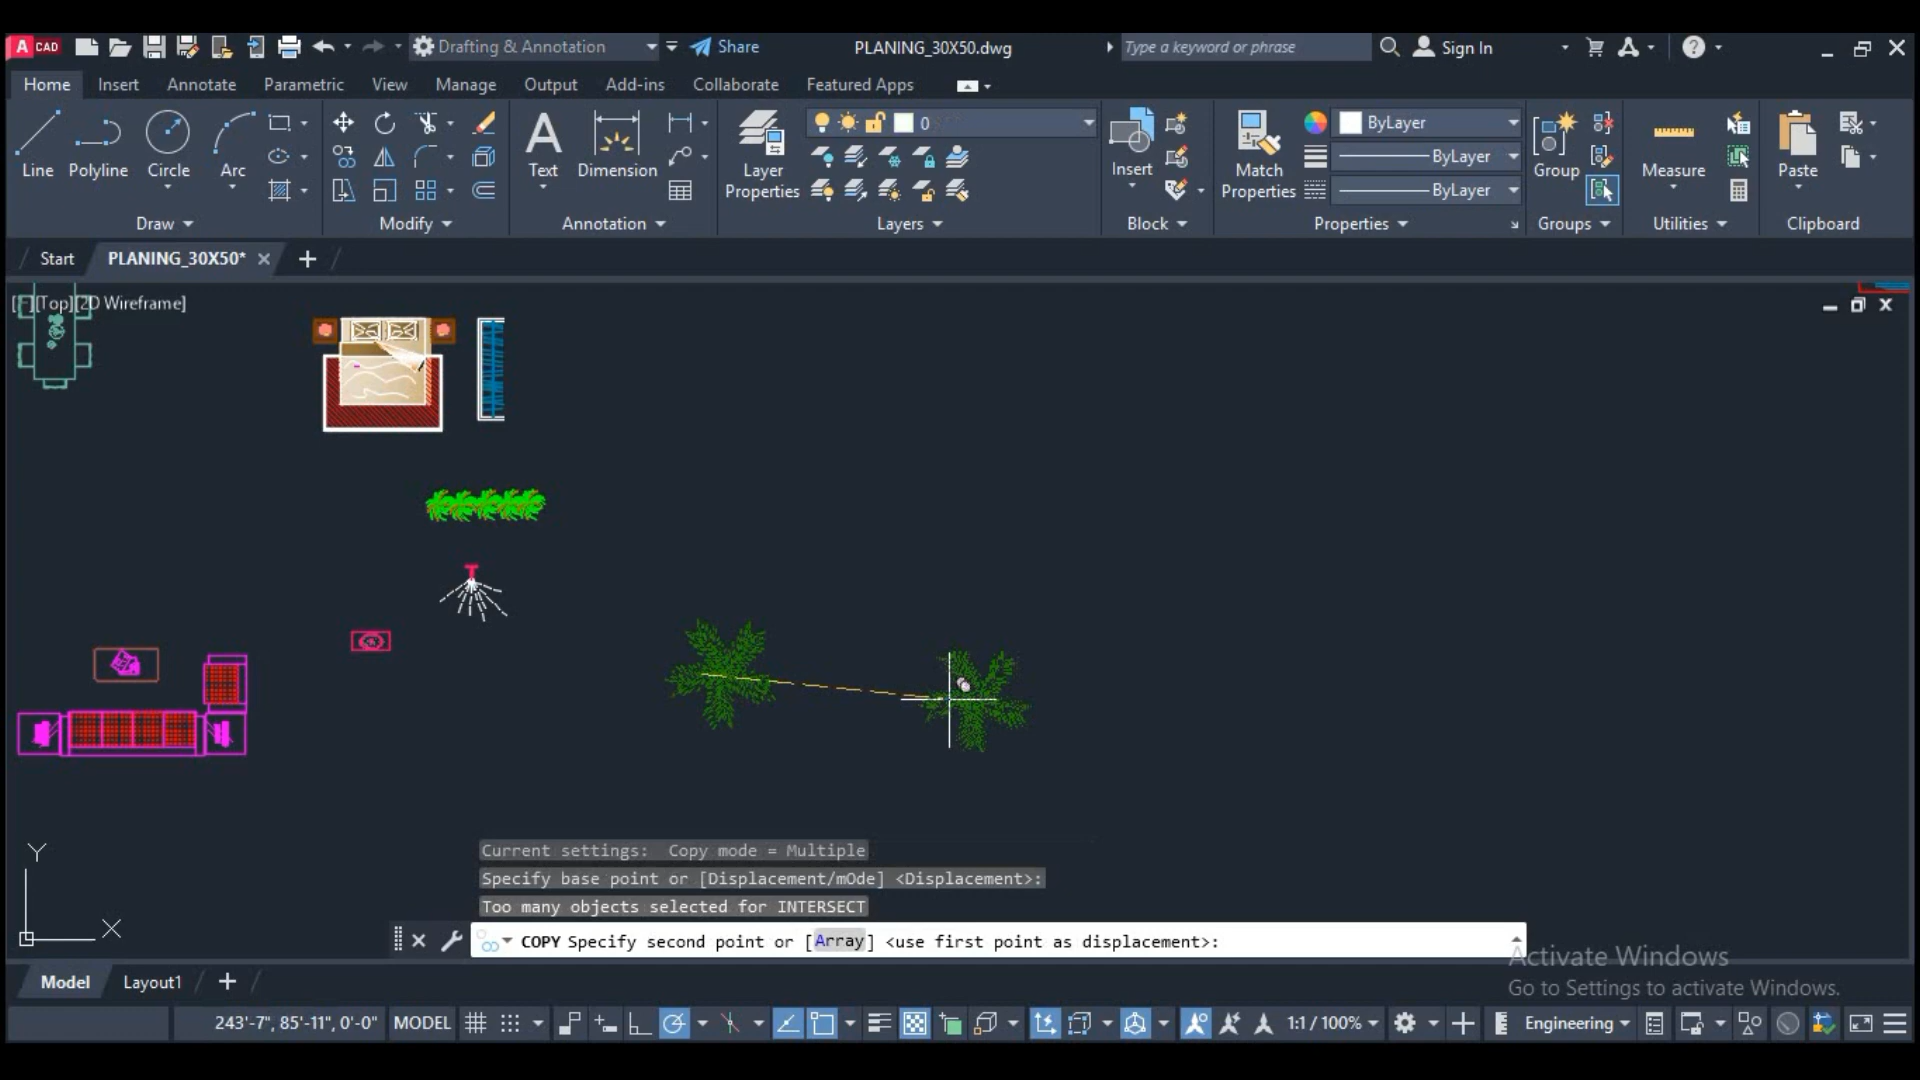 A CAD Drafting & Annotation Share PLANING_30X50.dwg Type a keyword or phrase Sign In
Home Insert Annotate Parametric View Manage Output Add-ins Collaborate Featured Apps
Line Polyline Circle Arc
Text Dimension
Layer Properties
0
Insert
Match Properties
ByLayer
ByLayer
ByLayer
Group
Measure
Paste
Draw Modify Annotation Layers Block Properties Groups Utilities Clipboard
Start PLANING_30X50*
[-][Top][2D Wireframe]
Y
X
Current settings: Copy mode = Multiple
Specify base point or [Displacement/mOde] <Displacement>:
Too many objects selected for INTERSECT
COPY Specify second point or [Array] <use first point as displacement>:
Activate Windows
Go to Settings to activate Windows.
Model Layout1
243'-7", 85'-11", 0'-0" MODEL 1:1 / 100% Engineering